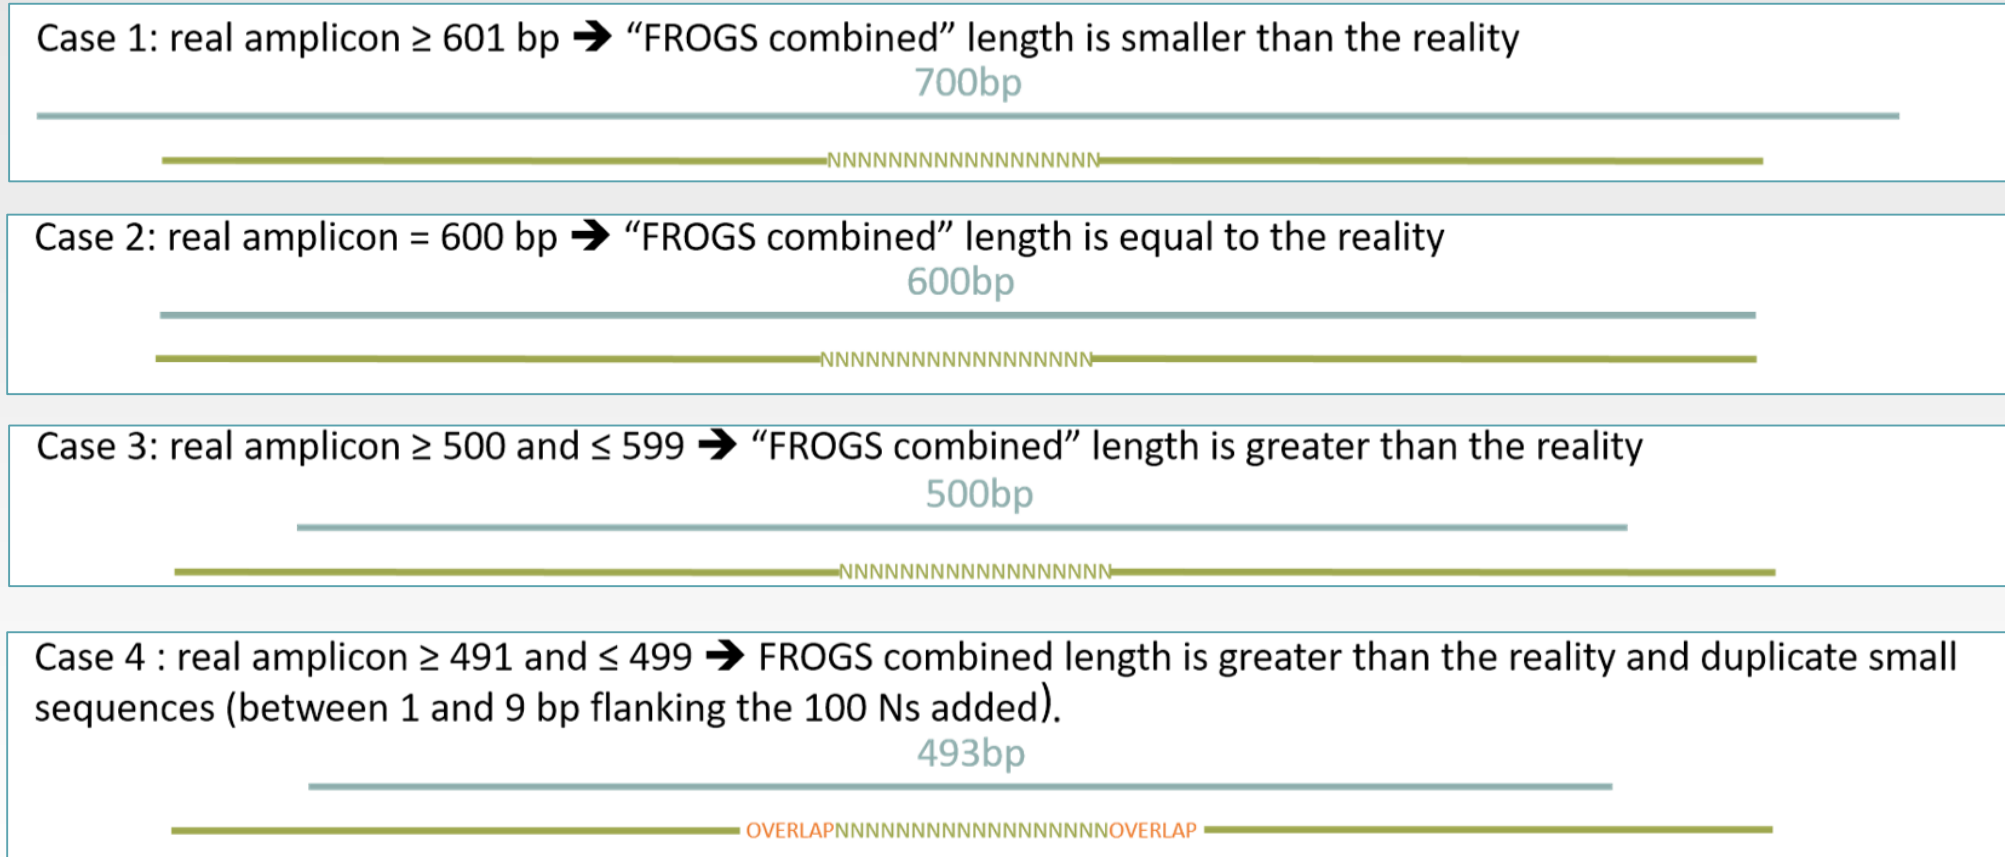 Case 1: real amplicon ≥ 601 bp ➔ “FROGS combined” length is smaller than the reality
700bp
NNNNNNNNNNNNNNNNNN
Case 2: real amplicon = 600 bp ➔ “FROGS combined” length is equal to the reality
600bp
NNNNNNNNNNNNNNNNNN
Case 3: real amplicon ≥ 500 and ≤ 599 ➔ “FROGS combined” length is greater than the reality
500bp
NNNNNNNNNNNNNNNNNN
Case 4 : real amplicon ≥ 491 and ≤ 499 ➔ FROGS combined length is greater than the reality and duplicate small
sequences (between 1 and 9 bp flanking the 100 Ns added).
493bp
OVERLAPNNNNNNNNNNNNNNNNNNOVERLAP